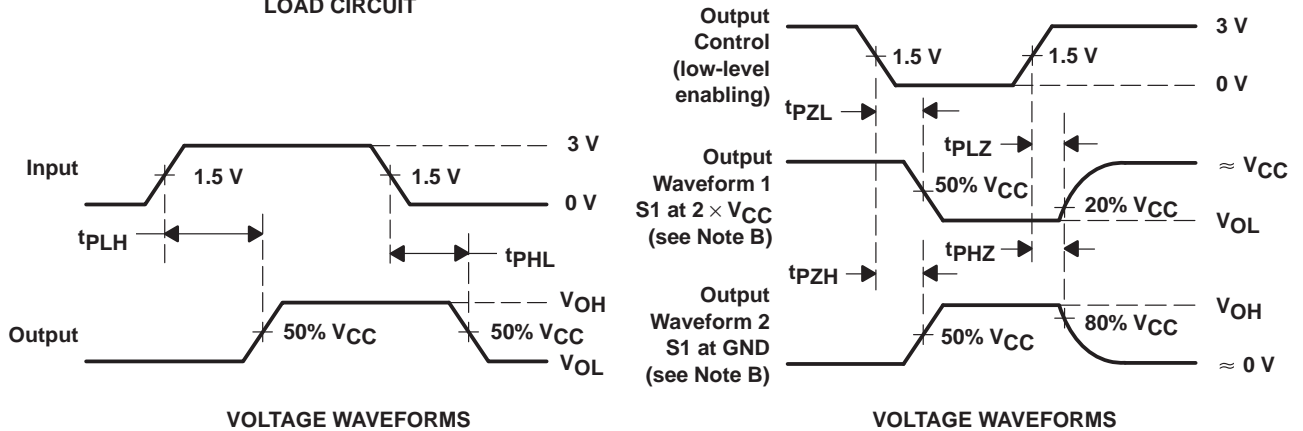 LOAD CIRCUIT
Input
1.5 V
1.5 V
3 V
0 V
tPLH
tPHL
Output
50% VCC
50% VCC
VOH
VOL
VOLTAGE WAVEFORMS
Output
Control
(low-level
enabling)
1.5 V
1.5 V
3 V
0 V
tPZL
tPLZ
Output
Waveform 1
S1 at 2 × VCC
(see Note B)
50% VCC
20% VCC
≈ VCC
VOL
tPZH
tPHZ
Output
Waveform 2
S1 at GND
(see Note B)
50% VCC
80% VCC
VOH
≈ 0 V
VOLTAGE WAVEFORMS